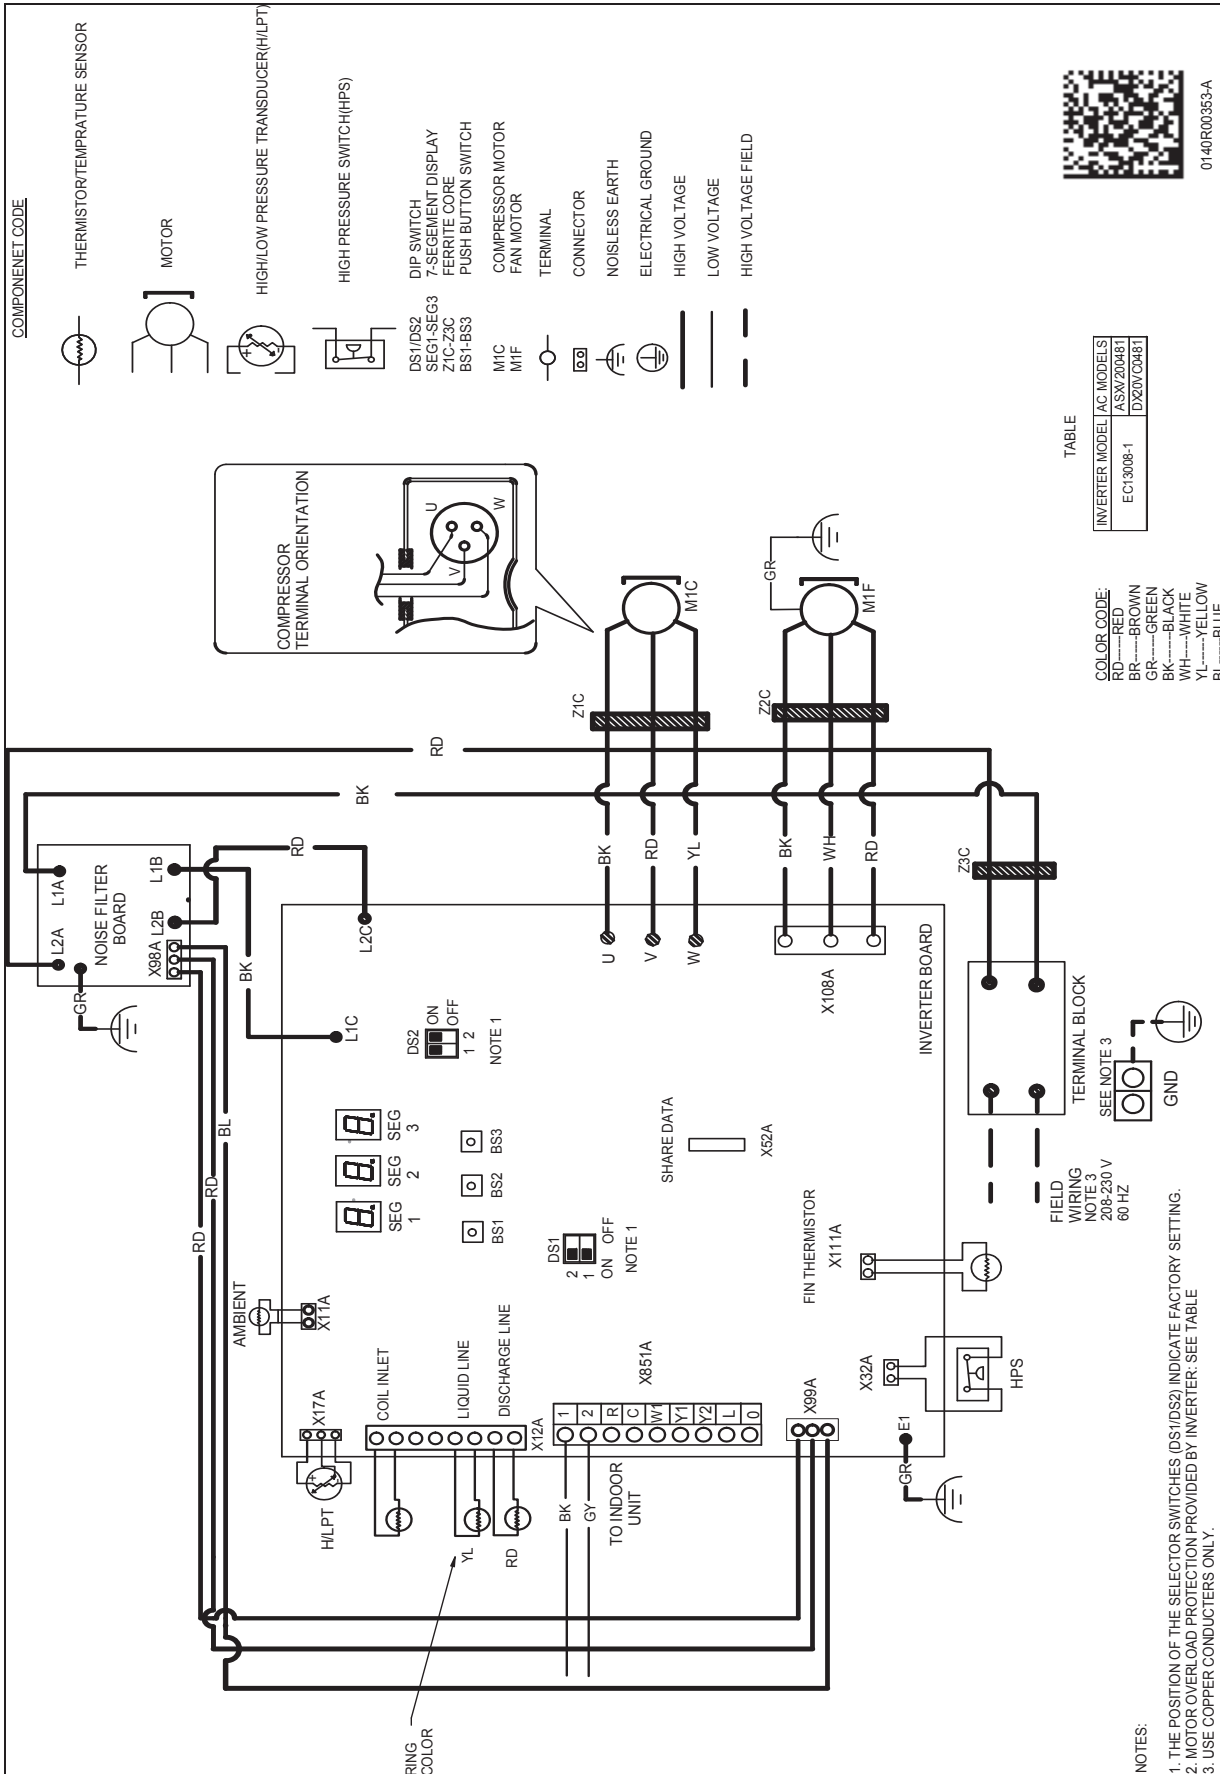 COMPONENET CODE
THERMISTOR/TEMPRATURE SENSOR
MOTOR
HIGH/LOW PRESSURE TRANSDUCER(H/LPT)
HIGH PRESSURE SWITCH(HPS)
DS1/DS2 DIP SWITCH
SEG1-SEG3 7-SEGEMENT DISPLAY
Z1C-Z3C FERRITE CORE
BS1-BS3 PUSH BUTTON SWITCH
M1C COMPRESSOR MOTOR
M1F FAN MOTOR
TERMINAL
CONNECTOR
NOISLESS EARTH
ELECTRICAL GROUND
HIGH VOLTAGE
LOW VOLTAGE
HIGH VOLTAGE FIELD
0140R00353-A
COMPRESSOR
TERMINAL ORIENTATION
U
V
W
TABLE
INVERTER MODEL AC MODELS
EC13008-1
ASXV200481
DX20VC0481
COLOR CODE:
RD------RED
BR-----BROWN
GR-----GREEN
BK------BLACK
WH----WHITE
YL-----YELLOW
BL----BLUE
M1C
M1F
GR
Z1C
Z2C
Z3C
RD
BK
BK
RD
YL
BK
WH
RD
U
V
W
X108A
INVERTER BOARD
NOISE FILTER
BOARD
L1A
L2A
L1B
L2B
X98A
GR
RD
BK
L2C
L1C
BL
RD
RD
DS2
ON
OFF
1 2
NOTE 1
SEG
1
SEG
2
SEG
3
BS1
BS2
BS3
SHARE DATA
X52A
DS1
2
1
ON OFF
NOTE 1
FIN THERMISTOR
X111A
AMBIENT
X11A
X17A
H/LPT
COIL INLET
LIQUID LINE
DISCHARGE LINE
X12A
YL
RD
RING
COLOR
X851A
1
2
R
C
W1
Y1
Y2
L
0
BK
GY
TO INDOOR
UNIT
X99A
X32A
HPS
E1
GR
TERMINAL BLOCK
SEE NOTE 3
GND
FIELD
WIRING
NOTE 3
208-230 V
60 HZ
NOTES:
1. THE POSITION OF THE SELECTOR SWITCHES (DS1/DS2) INDICATE FACTORY SETTING.
2. MOTOR OVERLOAD PROTECTION PROVIDED BY INVERTER: SEE TABLE
3. USE COPPER CONDUCTERS ONLY.